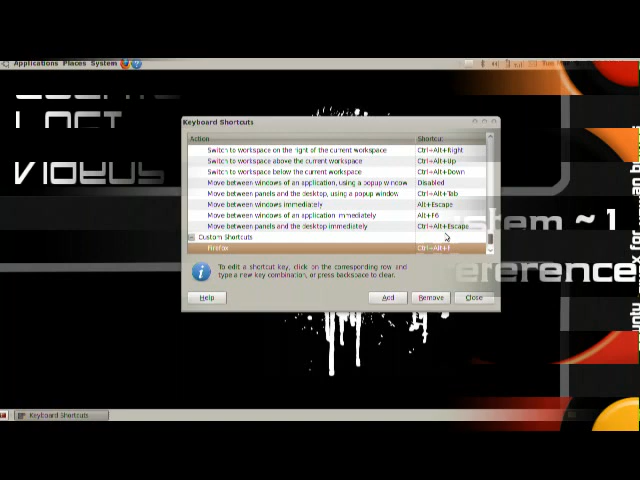 Applications Places System
Keyboard Shortcuts
Action Shortcut
Switch to workspace on the right of the current workspace Ctrl+Alt+Right
Switch to workspace above the current workspace Ctrl+Alt+Up
Switch to workspace below the current workspace Ctrl+Alt+Down
Move between windows of an application, using a popup window Disabled
Move between panels and the desktop, using a popup window Ctrl+Alt+Tab
Move between windows immediately Alt+Escape
Move between windows of an application immediately Alt+F6
Move between panels and the desktop immediately Ctrl+Alt+Escape
Custom Shortcuts
Firefox Ctrl+Alt+F
To edit a shortcut key, click on the corresponding row and
type a new key combination, or press backspace to clear.
Help Add Remove Close
ystem ~ 1
eference
Keyboard Shortcuts